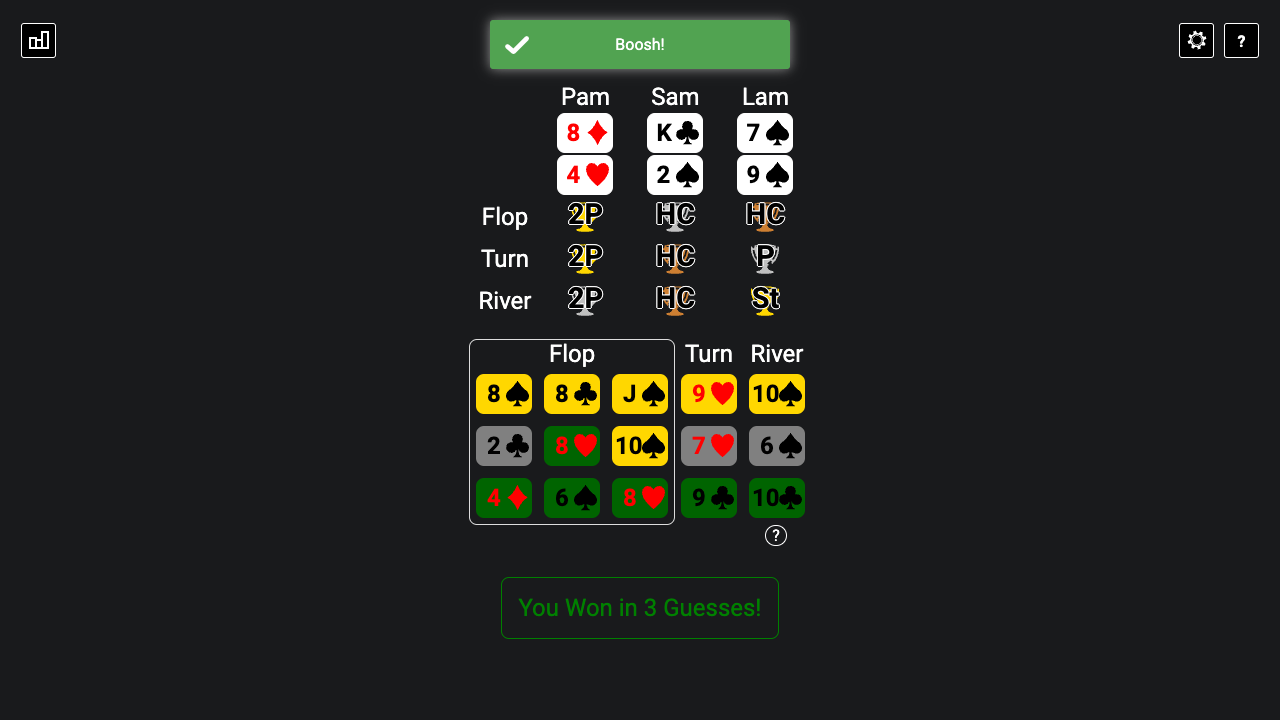 Boosh!
?
Pam Sam Lam
8♦ K♣ 7♠
4♥ 2♠ 9♠
Flop 2P HC HC
Turn 2P HC P
River 2P HC St
Flop Turn River
8♠ 8♣ J♠ 9♥ 10♠
2♣ 8♥ 10♠ 7♥ 6♠
4♦ 6♠ 8♥ 9♣ 10♣
?
You Won in 3 Guesses!